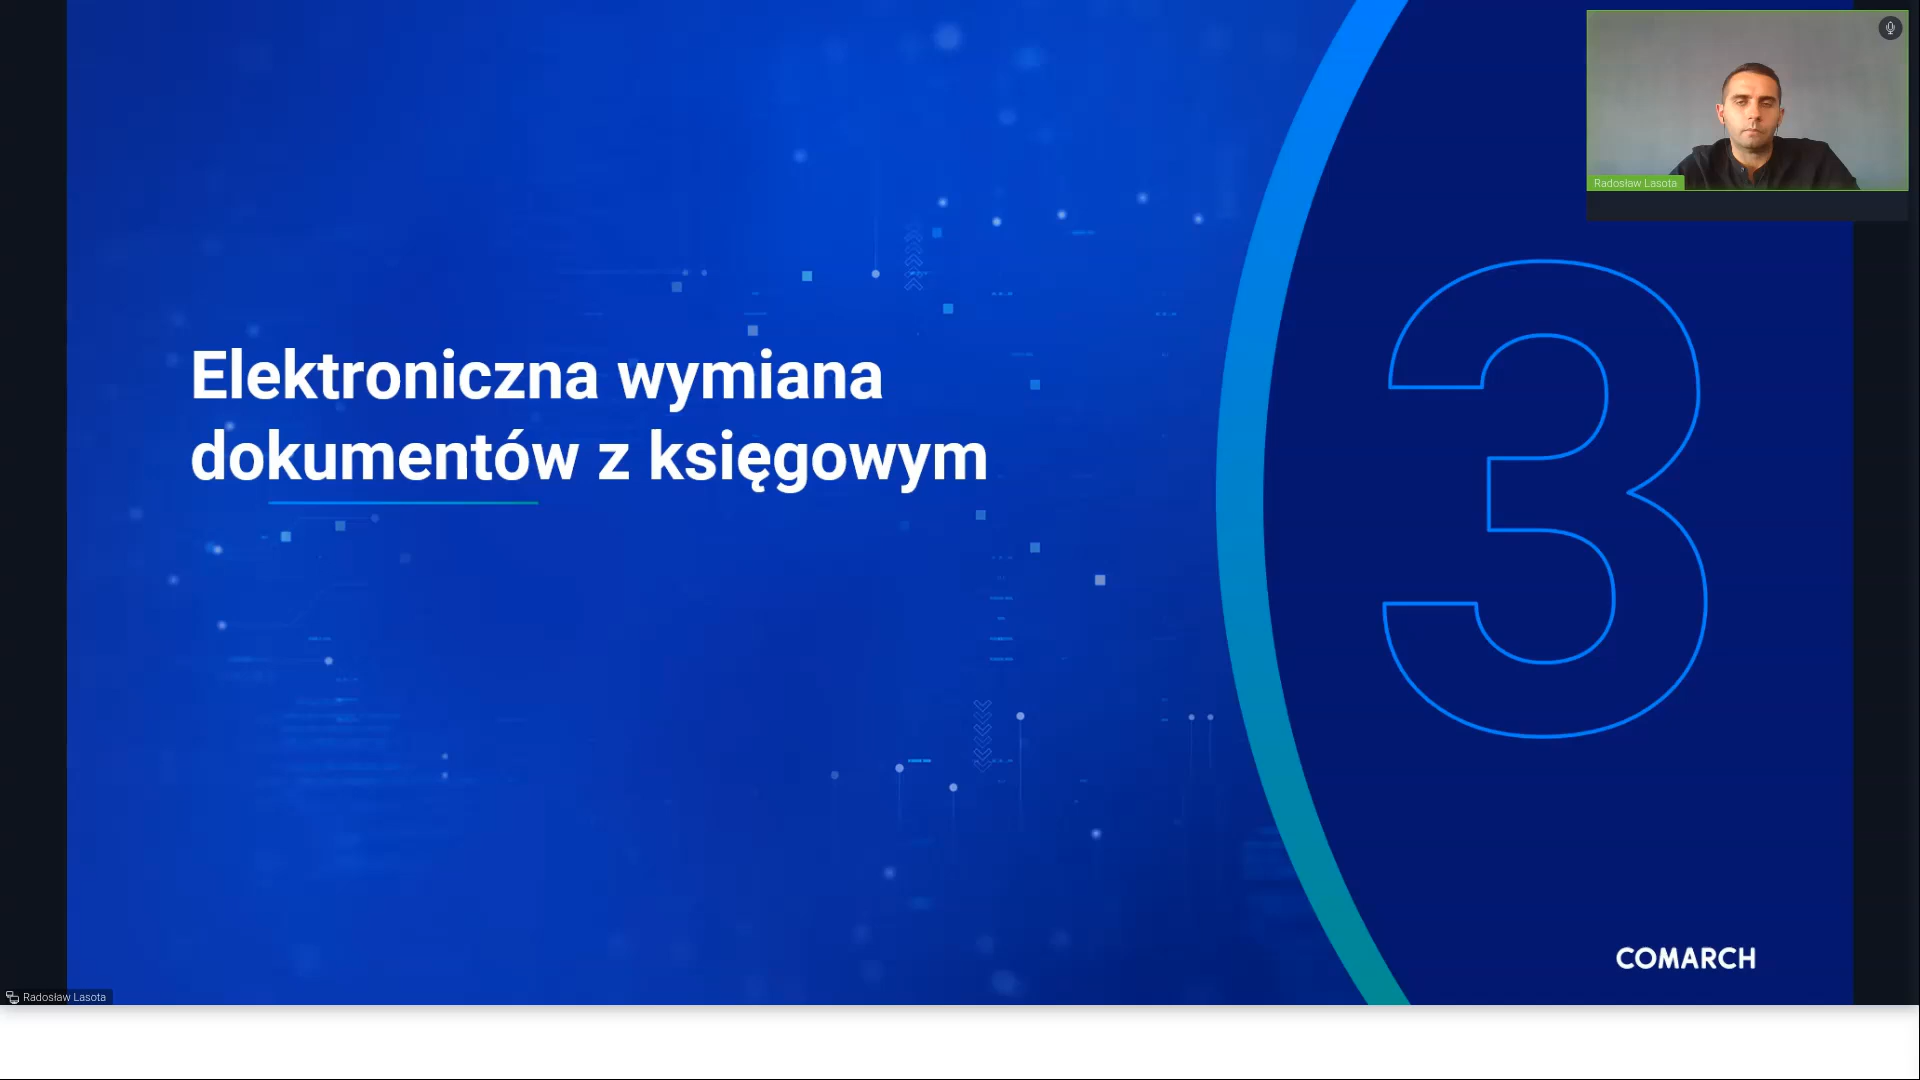 Radosław Lasota
Elektroniczna wymiana
dokumentów z księgowym
3
COMARCH
Radosław Lasota